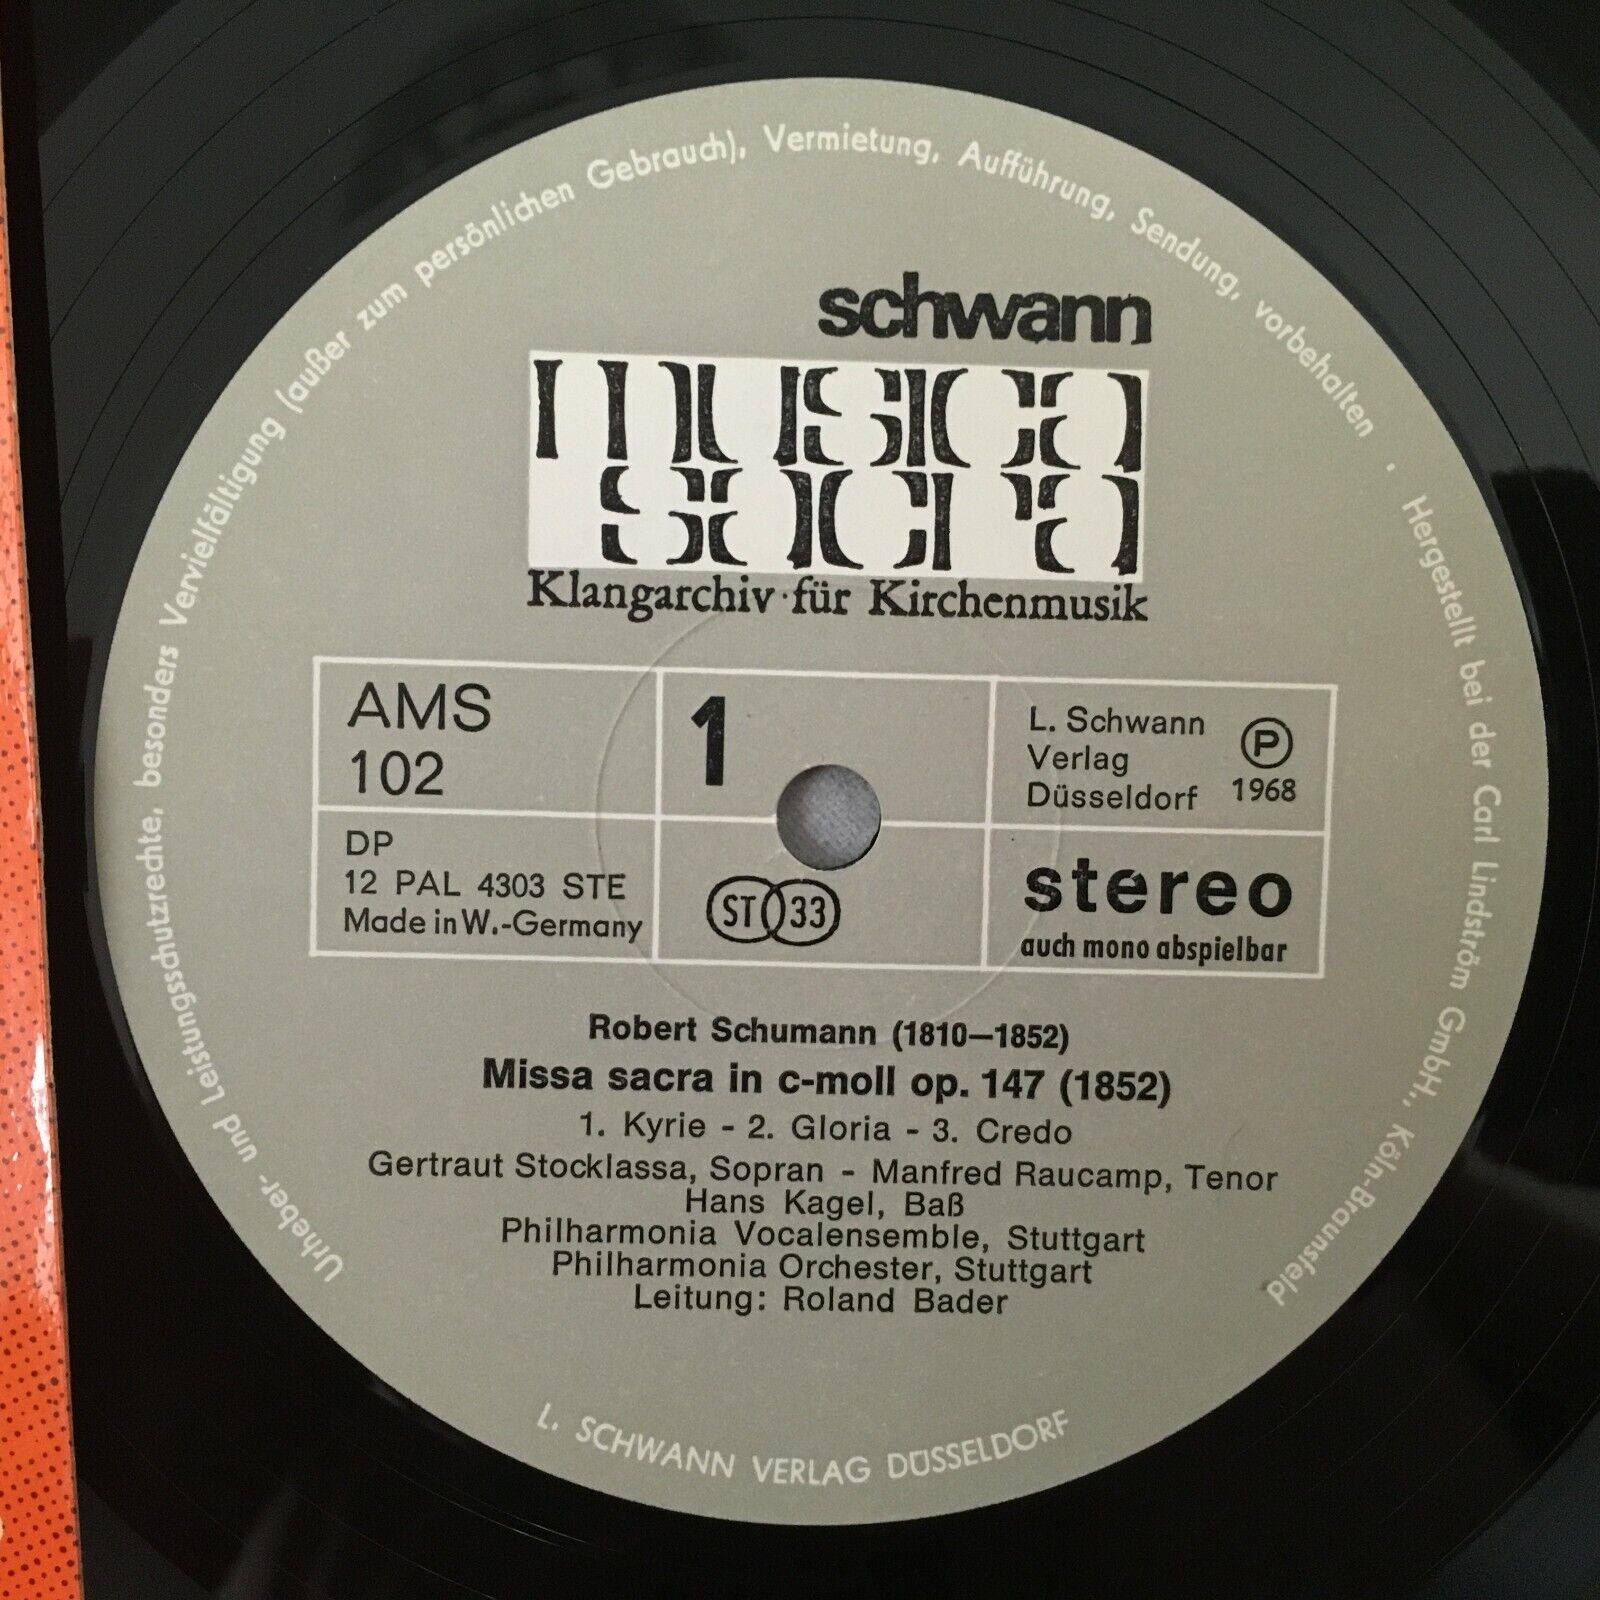 Urheber- und Leistungsschutzrechte, besonders Vervielfältigung (außer zum persönlichen Gebrauch), Vermietung, Aufführung, Sendung, vorbehalten . Hergestellt bei der Carl Lindström GmbH., Köln-Braunsfeld
schwann
musica
sacra
Klangarchiv für Kirchenmusik
AMS
102
1
L. Schwann
Verlag
Düsseldorf
P
1968
DP
12 PAL 4303 STE
Made in W.-Germany
ST 33
stereo
auch mono abspielbar
Robert Schumann (1810—1852)
Missa sacra in c-moll op. 147 (1852)
1. Kyrie - 2. Gloria - 3. Credo
Gertraut Stocklassa, Sopran - Manfred Raucamp, Tenor
Hans Kagel, Baß
Philharmonia Vocalensemble, Stuttgart
Philharmonia Orchester, Stuttgart
Leitung: Roland Bader
L. SCHWANN VERLAG DÜSSELDORF